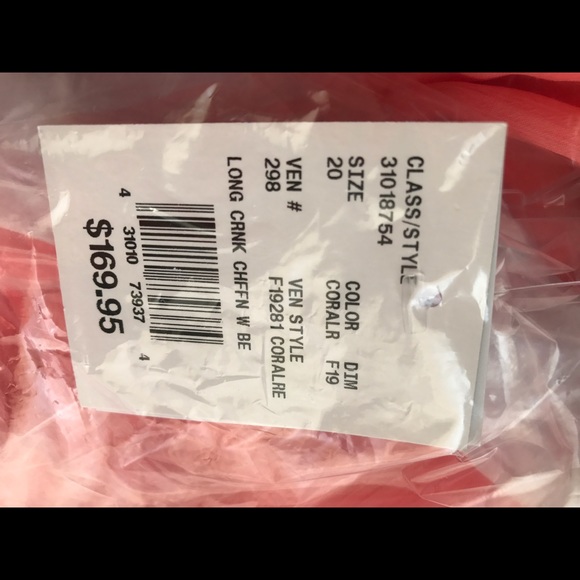 CLASS/STYLE
31018754
SIZE COLOR DIM
20 CORALR F19
VEN # VEN STYLE
298 F19281 CORALRE
LONG CRNK CHFFN W BE
4 31010 73937 4
$169.95